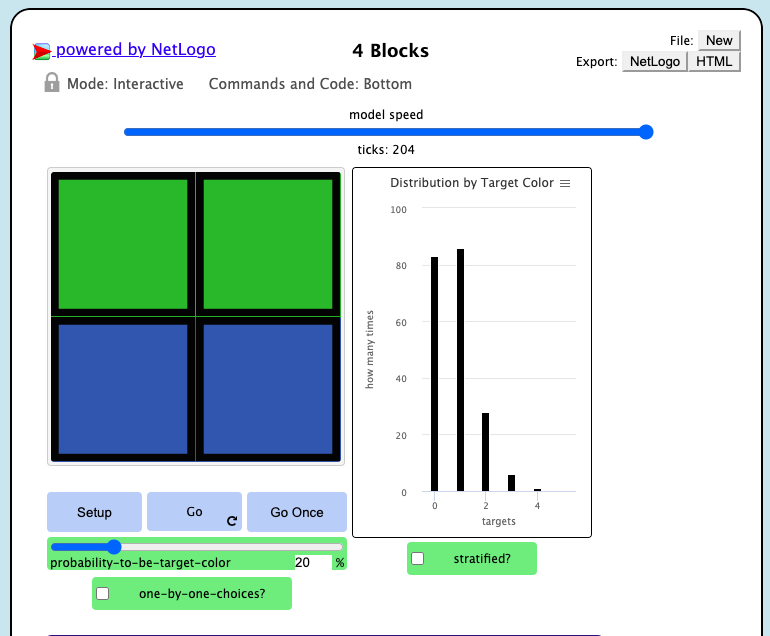 powered by NetLogo
4 Blocks
File: New
Export: NetLogo HTML
Mode: Interactive
Commands and Code: Bottom
model speed
ticks: 204
Distribution by Target Color
100
80
60
40
20
0
how many times
0 2 4
targets
Setup
Go
Go Once
probability-to-be-target-color 20 %
stratified?
one-by-one-choices?